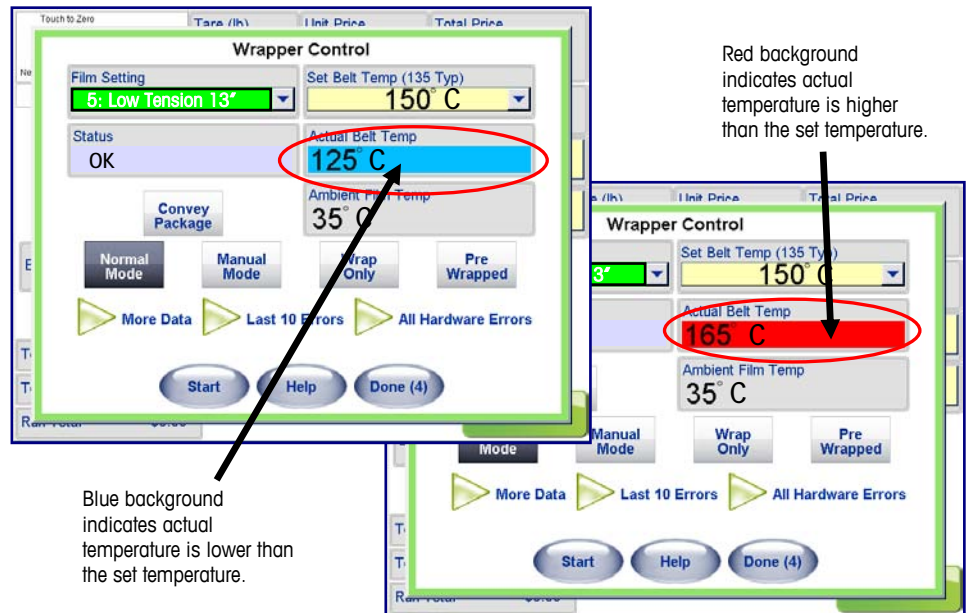 Touch to Zero
Tare (lb)
Unit Price
Total Price
Ne
Wrapper Control
Film Setting
Set Belt Temp (135 Typ)
5: Low Tension 13"
150° C
Status
Actual Belt Temp
OK
125° C
Ambient Film Temp
35° C
Convey
Package
Normal
Mode
Manual
Mode
Wrap
Only
Pre
Wrapped
More Data
Last 10 Errors
All Hardware Errors
Start
Help
Done (4)
Blue background
indicates actual
temperature is lower than
the set temperature.
Red background
indicates actual
temperature is higher
than the set temperature.
(lb)
Unit Price
Total Price
Wrapper Control
Set Belt Temp (135 Typ)
3"
150° C
Actual Belt Temp
165° C
Ambient Film Temp
35° C
Mode
Manual
Mode
Wrap
Only
Pre
Wrapped
More Data
Last 10 Errors
All Hardware Errors
Start
Help
Done (4)